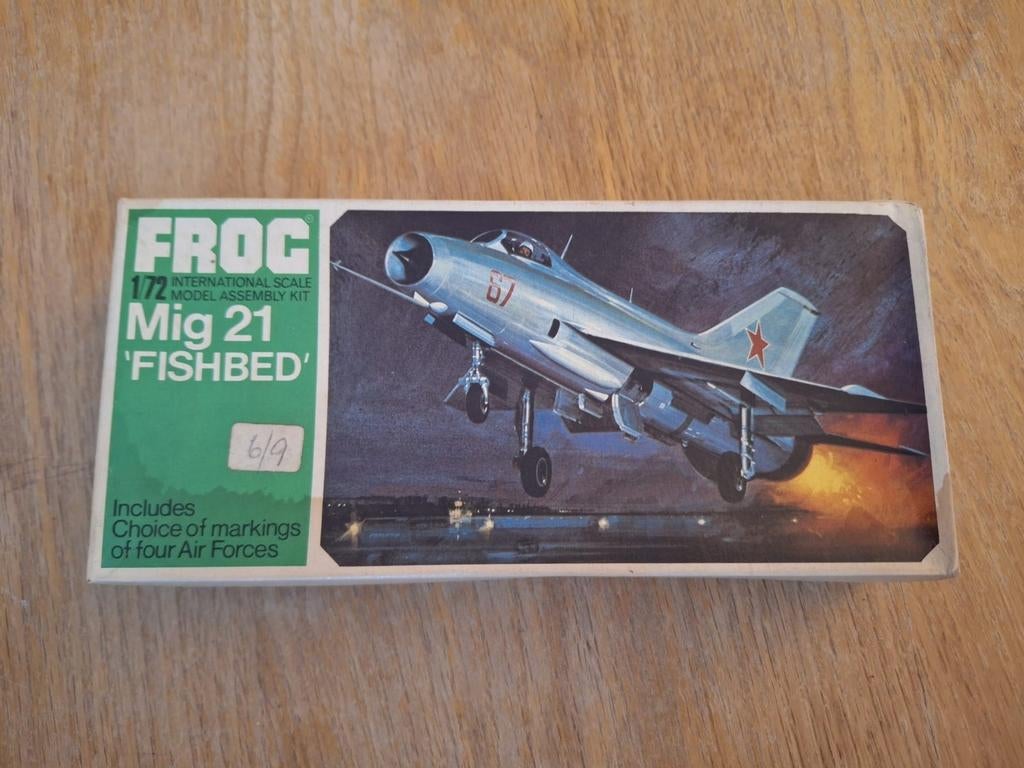 FROG®
1/72 INTERNATIONAL SCALE
MODEL ASSEMBLY KIT
Mig 21
'FISHBED'
6/9
Includes
Choice of markings
of four Air Forces
67